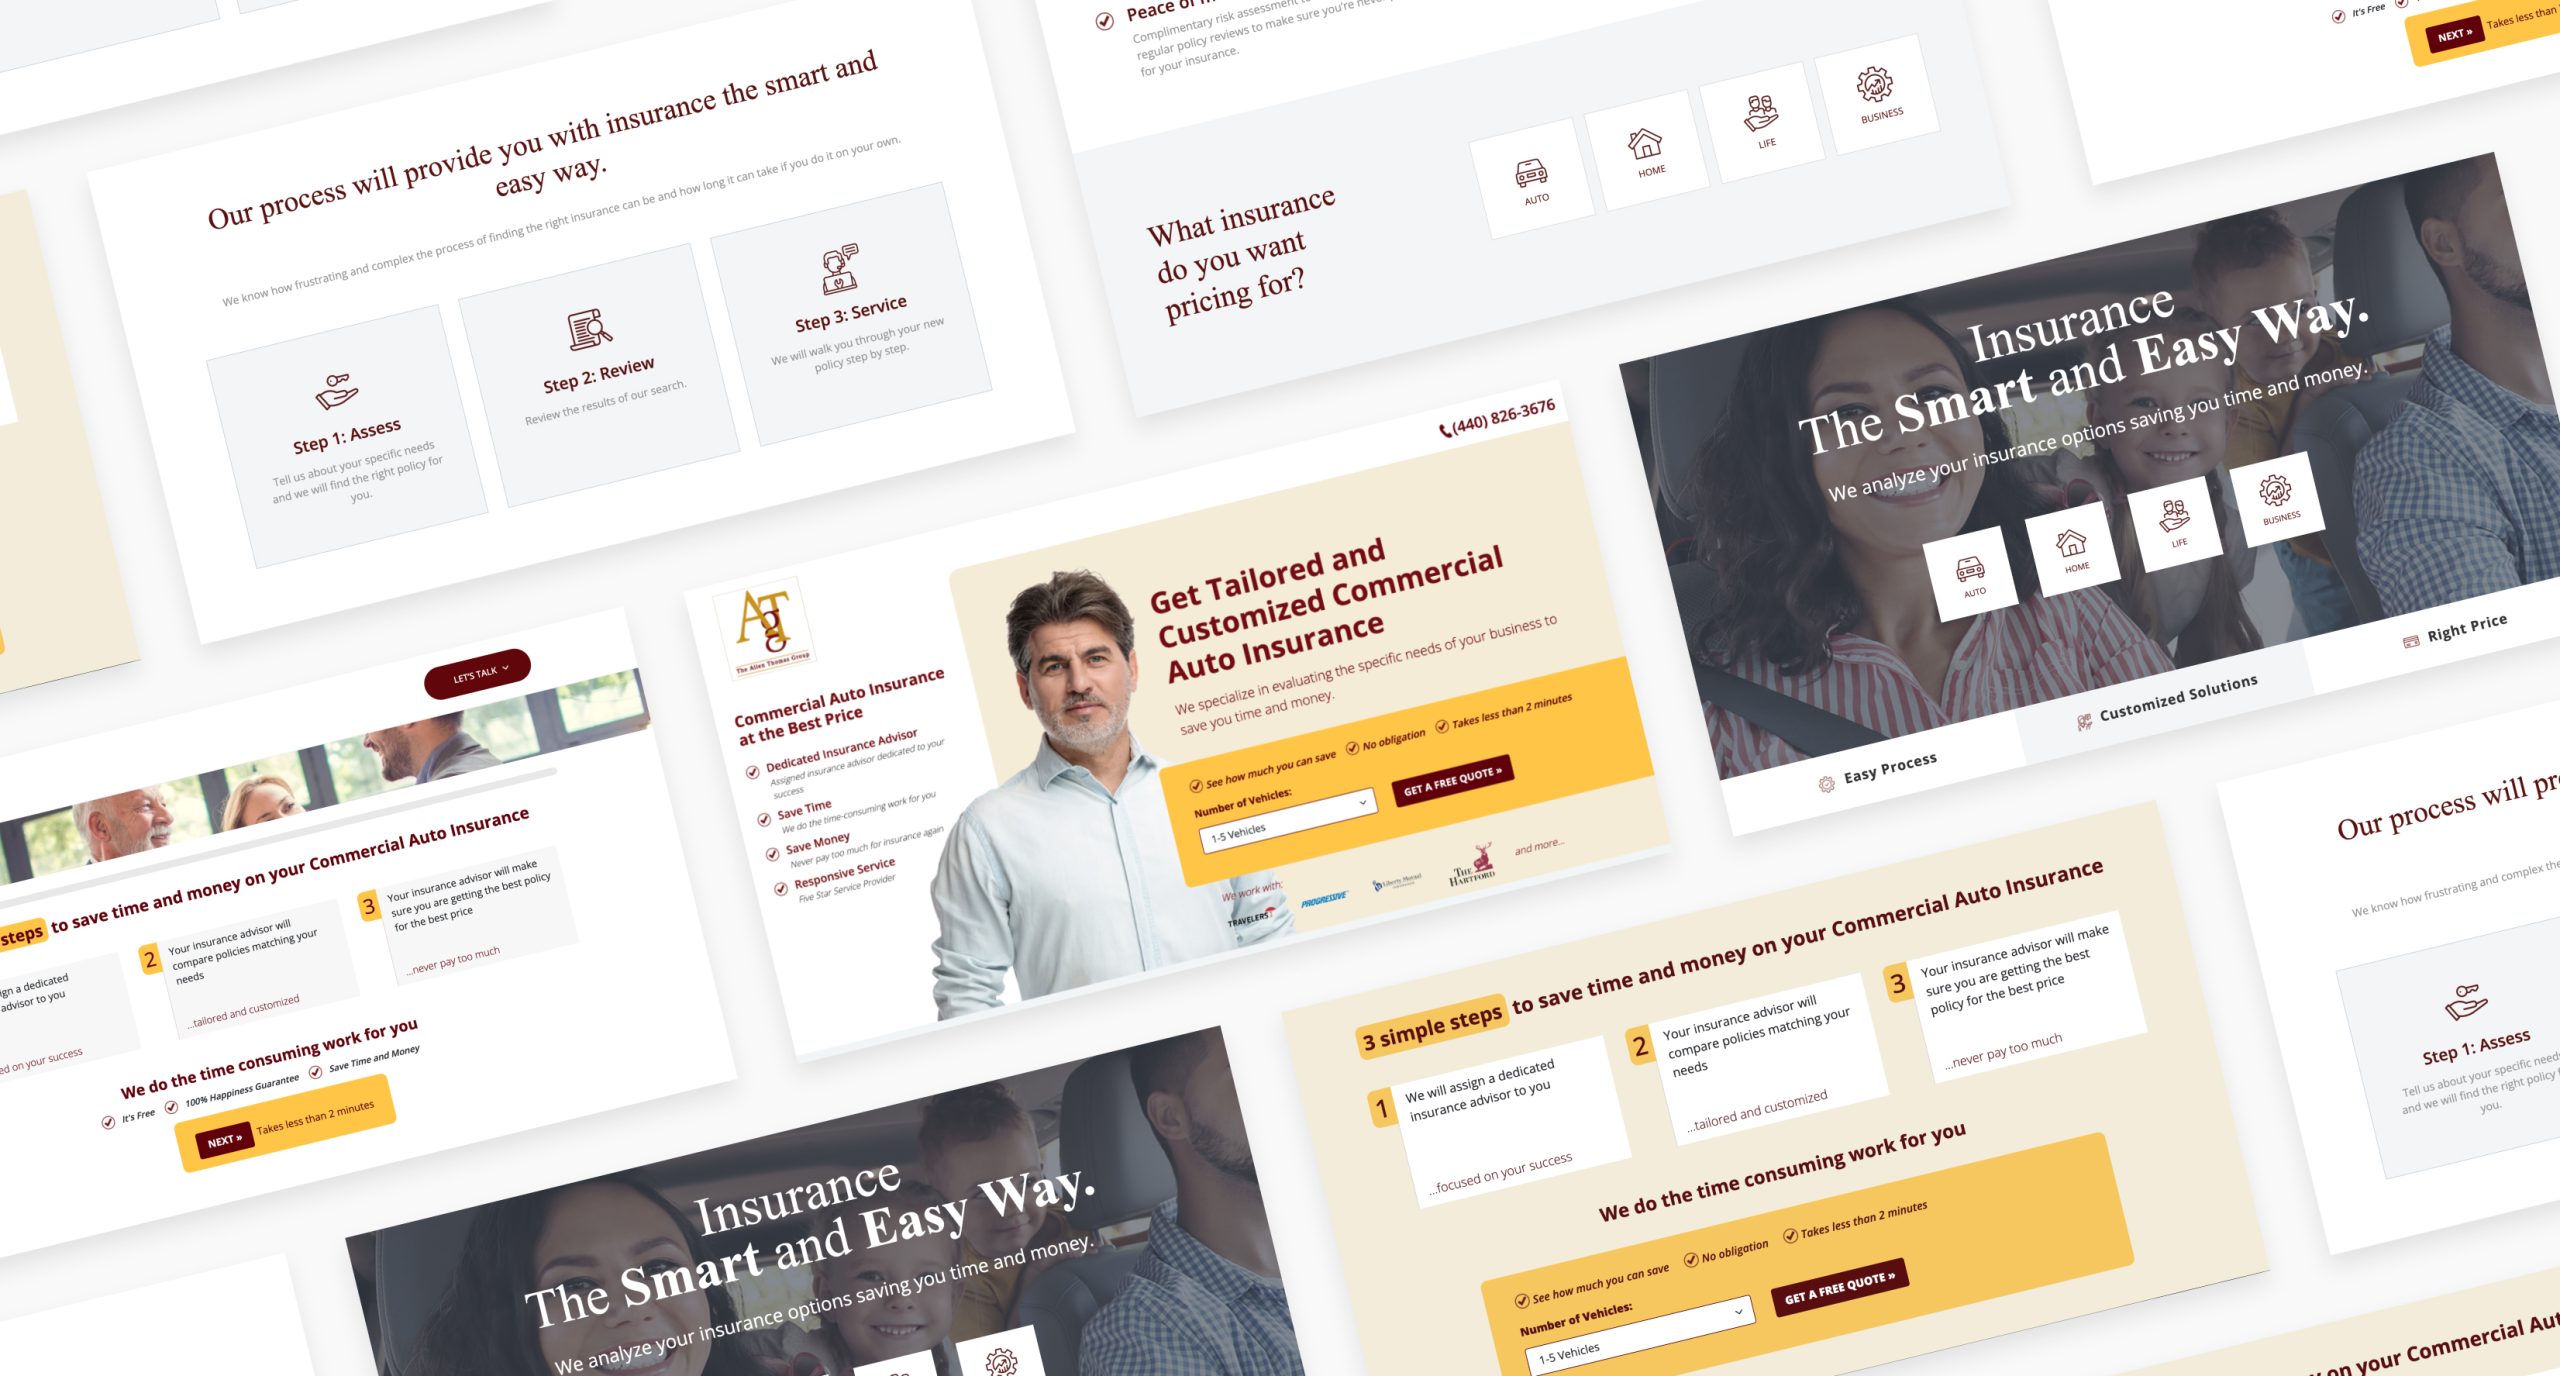 Our process will provide you with insurance the smart and
easy way.
We know how frustrating and complex the process of finding the right insurance can be and how long it can take if you do it on your own.
Step 1: Assess
Tell us about your specific needs
and we will find the right policy for
you.
Step 2: Review
Review the results of our search.
Step 3: Service
We will walk you through your new
policy step by step.
Peace of
Complimentary risk assessment
regular policy reviews to make sure you're
for your insurance.
What insurance
do you want
pricing for?
AUTO
HOME
LIFE
BUSINESS
It's Free
NEXT »
Takes less than
Insurance
The Smart and Easy Way.
We analyze your insurance options saving you time and money.
AUTO
HOME
LIFE
BUSINESS
Easy Process
Customized Solutions
Right Price
LET'S TALK
steps to save time and money on your Commercial Auto Insurance
a dedicated
advisor to you
on your success
2
Your insurance advisor will
compare policies matching your
needs
...tailored and customized
3
Your insurance advisor will make
sure you are getting the best policy
for the best price
...never pay too much
We do the time consuming work for you
It's Free
100% Happiness Guarantee
Save Time and Money
NEXT »
Takes less than 2 minutes
(440) 826-3676
ATgg
The Allen Thomas Group
Commercial Auto Insurance
at the Best Price
Dedicated Insurance Advisor
Assigned insurance advisor dedicated to your
success
Save Time
We do the time-consuming work for you
Save Money
Never pay too much for insurance again
Responsive Service
Five Star Service Provider
Get Tailored and
Customized Commercial
Auto Insurance
We specialize in evaluating the specific needs of your business to
save you time and money.
See how much you can save
No obligation
Takes less than 2 minutes
Number of Vehicles:
1-5 Vehicles
GET A FREE QUOTE »
We work with:
TRAVELERS
PROGRESSIVE
Liberty Mutual
THE
HARTFORD
and more...
Insurance
The Smart and Easy Way.
We analyze your insurance options saving you time and money.
3 simple steps to save time and money on your Commercial Auto Insurance
1
We will assign a dedicated
insurance advisor to you
...focused on your success
2
Your insurance advisor will
compare policies matching your
needs
...tailored and customized
3
Your insurance advisor will make
sure you are getting the best
policy for the best price
...never pay too much
We do the time consuming work for you
See how much you can save
No obligation
Takes less than 2 minutes
Number of Vehicles:
1-5 Vehicles
GET A FREE QUOTE »
Our process will
We know how frustrating and complex the
Step 1: Assess
Tell us about your specific needs
and we will find the right policy
you.
on your Commercial